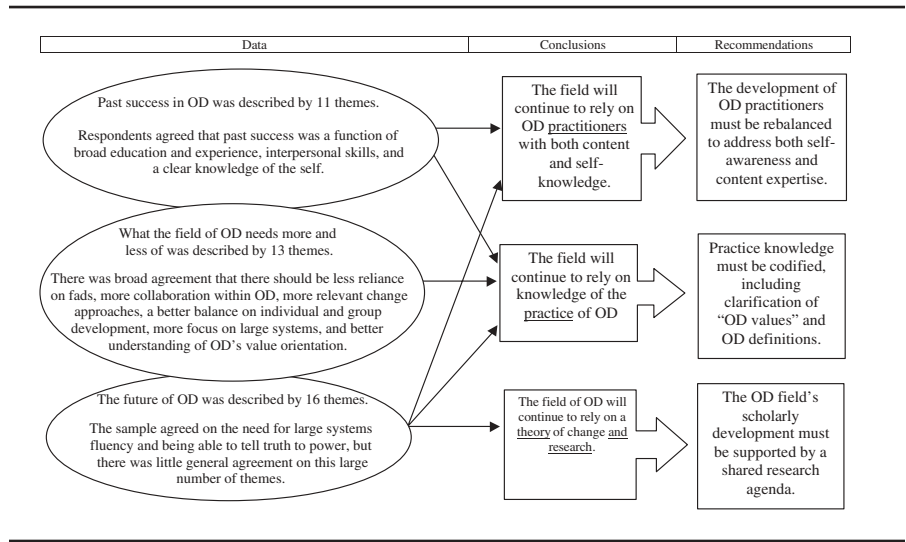 Data
Conclusions
Recommendations
Past success in OD was described by 11 themes.
Respondents agreed that past success was a function of
broad education and experience, interpersonal skills, and
a clear knowledge of the self.
What the field of OD needs more and
less of was described by 13 themes.
There was broad agreement that there should be less reliance
on fads, more collaboration within OD, more relevant change
approaches, a better balance on individual and group
development, more focus on large systems, and better
understanding of OD's value orientation.
The future of OD was described by 16 themes.
The sample agreed on the need for large systems
fluency and being able to tell truth to power, but
there was little general agreement on this large
number of themes.
The field will
continue to rely on
OD practitioners
with both content
and self-
knowledge.
The field will
continue to rely on
knowledge of the
practice of OD
The field of OD will
continue to rely on a
theory of change and
research.
The development of
OD practitioners
must be rebalanced
to address both self-
awareness and
content expertise.
Practice knowledge
must be codified,
including
clarification of
“OD values” and
OD definitions.
The OD field's
scholarly
development must
be supported by a
shared research
agenda.